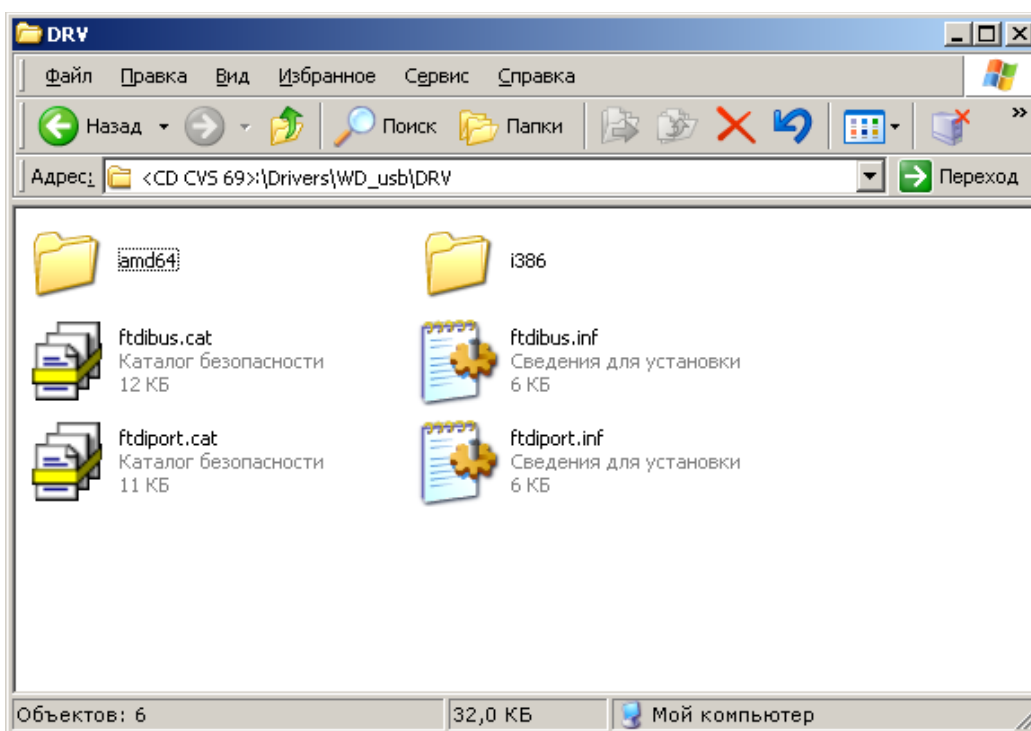 DRV
Файл Правка Вид Избранное Сервис Справка
Назад Поиск Папки »
Адрес: <CD CVS 69>:\Drivers\WD_usb\DRV Переход
amd64 i386
ftdibus.cat
Каталог безопасности
12 КБ
ftdibus.inf
Сведения для установки
6 КБ
ftdiport.cat
Каталог безопасности
11 КБ
ftdiport.inf
Сведения для установки
6 КБ
Объектов: 6 32,0 КБ Мой компьютер